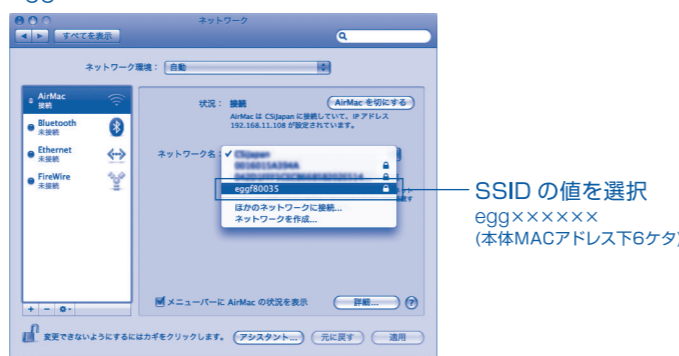 ネットワーク
すべてを表示
ネットワーク環境： 自動
AirMac
接続
Bluetooth
未接続
Ethernet
未接続
FireWire
未接続
状況： 接続
AirMac を切にする
AirMac は CSJapan に接続していて、IP アドレス
192.168.11.108 が設定されています。
ネットワーク名： ✓ CSJapan
0016015A394A
eggf80035
ほかのネットワークに接続...
ネットワークを作成...
SSID の値を選択
egg××××××
(本体MACアドレス下6ケタ)
メニューバーに AirMac の状況を表示
詳細...
?
+ -
変更できないようにするにはカギをクリックします。
アシスタント...
元に戻す
適用